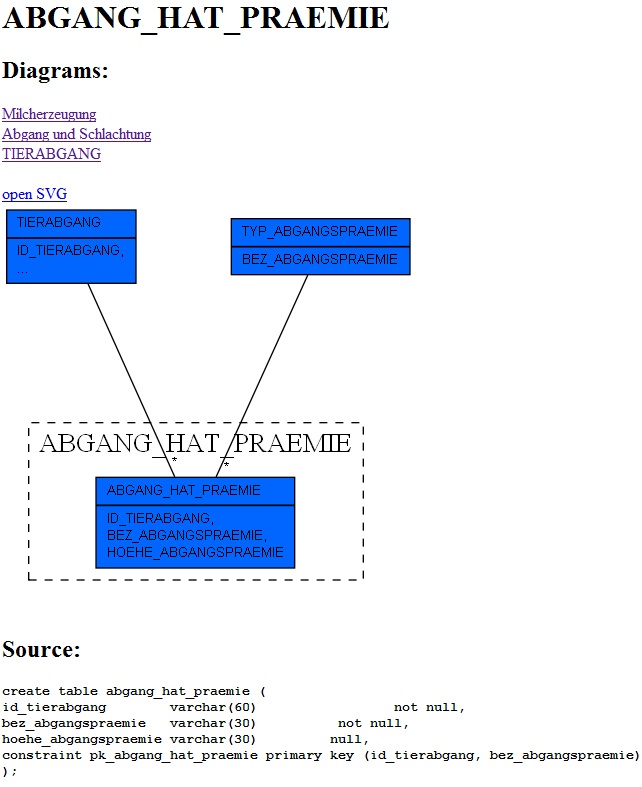 ABGANG_HAT_PRAEMIE
Diagrams:
Milcherzeugung
Abgang und Schlachtung
TIERABGANG
open SVG
TIERABGANG
ID_TIERABGANG,
...
TYP_ABGANGSPRAEMIE
BEZ_ABGANGSPRAEMIE
ABGANG_HAT_PRAEMIE
*
*
ABGANG_HAT_PRAEMIE
ID_TIERABGANG,
BEZ_ABGANGSPRAEMIE,
HOEHE_ABGANGSPRAEMIE
Source:
create table abgang_hat_praemie (
id_tierabgang        varchar(60)                 not null,
bez_abgangspraemie   varchar(30)          not null,
hoehe_abgangspraemie varchar(30)         null,
constraint pk_abgang_hat_praemie primary key (id_tierabgang, bez_abgangspraemie)
);